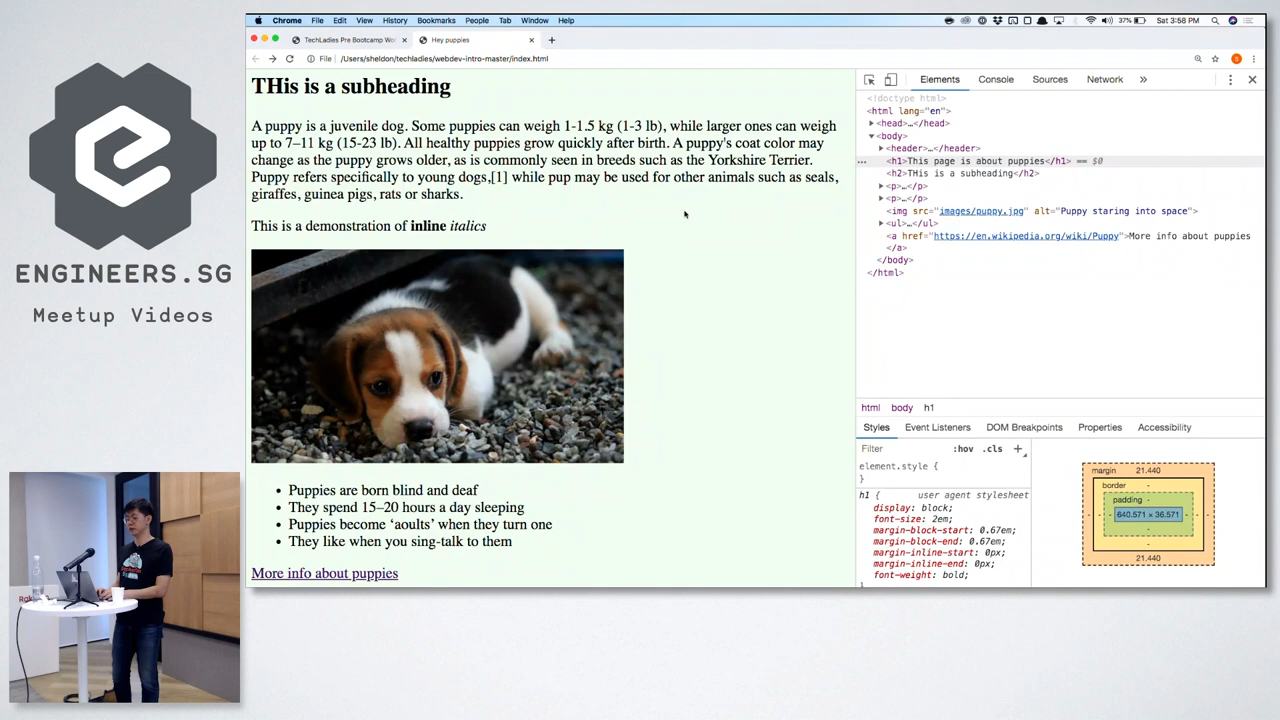 ENGINEERS.SG
Meetup Videos
Chrome File Edit View History Bookmarks People Tab Window Help
37%
Sat 3:58 PM
TechLadies Pre Bootcamp Wo
Hey puppies
File /Users/sheldon/techladies/webdev-intro-master/index.html
S
THis is a subheading
A puppy is a juvenile dog. Some puppies can weigh 1-1.5 kg (1-3 lb), while larger ones can weigh
up to 7–11 kg (15-23 lb). All healthy puppies grow quickly after birth. A puppy's coat color may
change as the puppy grows older, as is commonly seen in breeds such as the Yorkshire Terrier.
Puppy refers specifically to young dogs,[1] while pup may be used for other animals such as seals,
giraffes, guinea pigs, rats or sharks.
This is a demonstration of inline italics
• Puppies are born blind and deaf
• They spend 15–20 hours a day sleeping
• Puppies become ‘aoults’ when they turn one
• They like when you sing-talk to them
More info about puppies
Elements Console Sources Network »
<!doctype html>
<html lang="en">
<head>…</head>
<body>
<header>…</header>
<h1>This page is about puppies</h1> == $0
<h2>THis is a subheading</h2>
<p>…</p>
<p>…</p>
<img src="images/puppy.jpg" alt="Puppy staring into space">
<ul>…</ul>
<a href="https://en.wikipedia.org/wiki/Puppy">More info about puppies
</a>
</body>
</html>
html body h1
Styles Event Listeners DOM Breakpoints Properties Accessibility
Filter :hov .cls +
element.style {
}
h1 { user agent stylesheet
display: block;
font-size: 2em;
margin-block-start: 0.67em;
margin-block-end: 0.67em;
margin-inline-start: 0px;
margin-inline-end: 0px;
font-weight: bold;
}
margin 21.440
border -
padding -
640.571 × 36.571
-
-
21.440